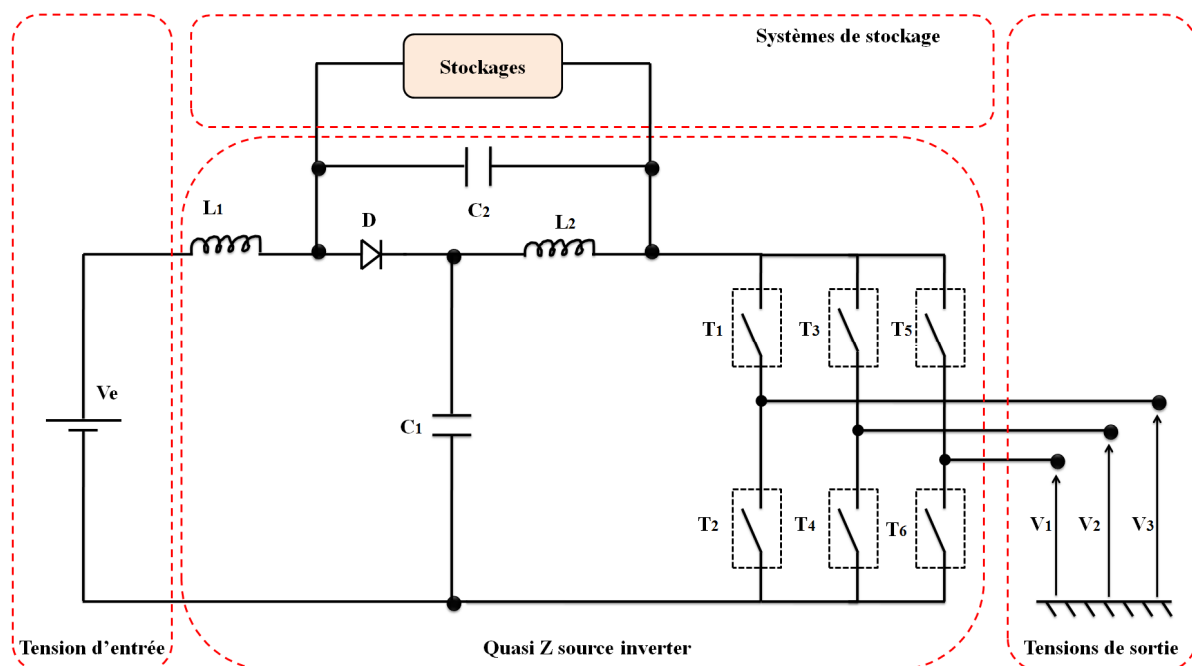 Systèmes de stockage
Stockages
C2
L1
D
L2
T1
T3
T5
Ve
C1
T2
T4
T6
V1
V2
V3
Tension d’entrée
Quasi Z source inverter
Tensions de sortie